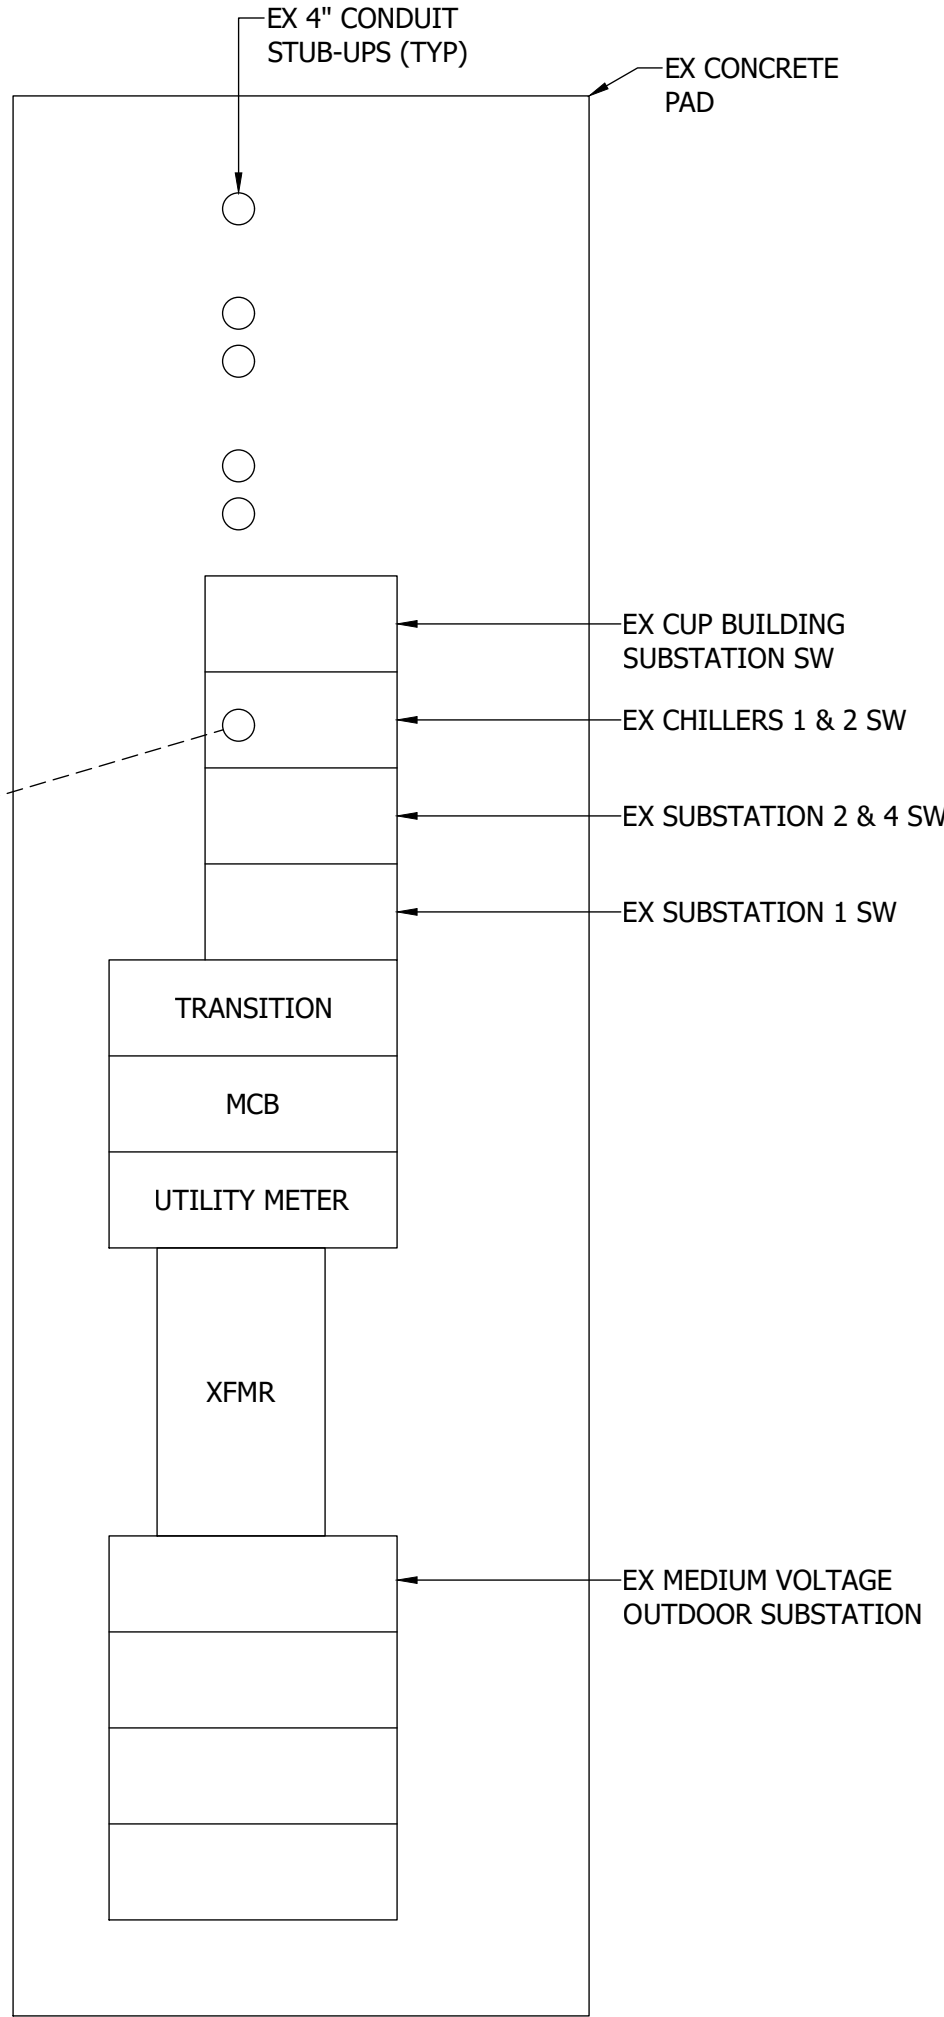 EX 4" CONDUIT
STUB-UPS (TYP)
EX CONCRETE
PAD
EX CUP BUILDING
SUBSTATION SW
EX CHILLERS 1 & 2 SW
EX SUBSTATION 2 & 4 SW
EX SUBSTATION 1 SW
TRANSITION
MCB
UTILITY METER
XFMR
EX MEDIUM VOLTAGE
OUTDOOR SUBSTATION